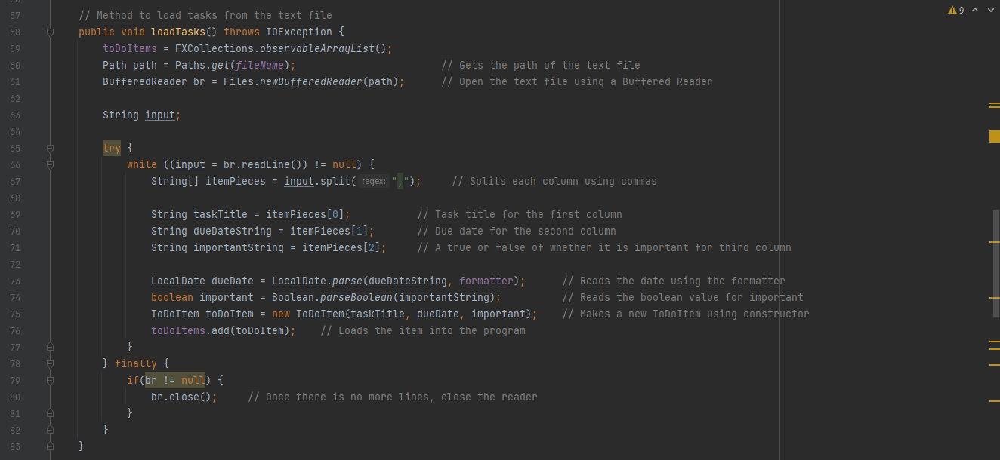 57 // Method to load tasks from the text file
⚠ 9
58 public void loadTasks() throws IOException {
59 toDoItems = FXCollections.observableArrayList();
60 Path path = Paths.get(fileName); // Gets the path of the text file
61 BufferedReader br = Files.newBufferedReader(path); // Open the text file using a Buffered Reader
62
63 String input;
64
65 try {
66 while ((input = br.readLine()) != null) {
67 String[] itemPieces = input.split( regex: ","); // Splits each column using commas
68
69 String taskTitle = itemPieces[0]; // Task title for the first column
70 String dueDateString = itemPieces[1]; // Due date for the second column
71 String importantString = itemPieces[2]; // A true or false of whether it is important for third column
72
73 LocalDate dueDate = LocalDate.parse(dueDateString, formatter); // Reads the date using the formatter
74 boolean important = Boolean.parseBoolean(importantString); // Reads the boolean value for important
75 ToDoItem toDoItem = new ToDoItem(taskTitle, dueDate, important); // Makes a new ToDoItem using constructor
76 toDoItems.add(toDoItem); // Loads the item into the program
77 }
78 } finally {
79 if(br != null) {
80 br.close(); // Once there is no more lines, close the reader
81 }
82 }
83 }